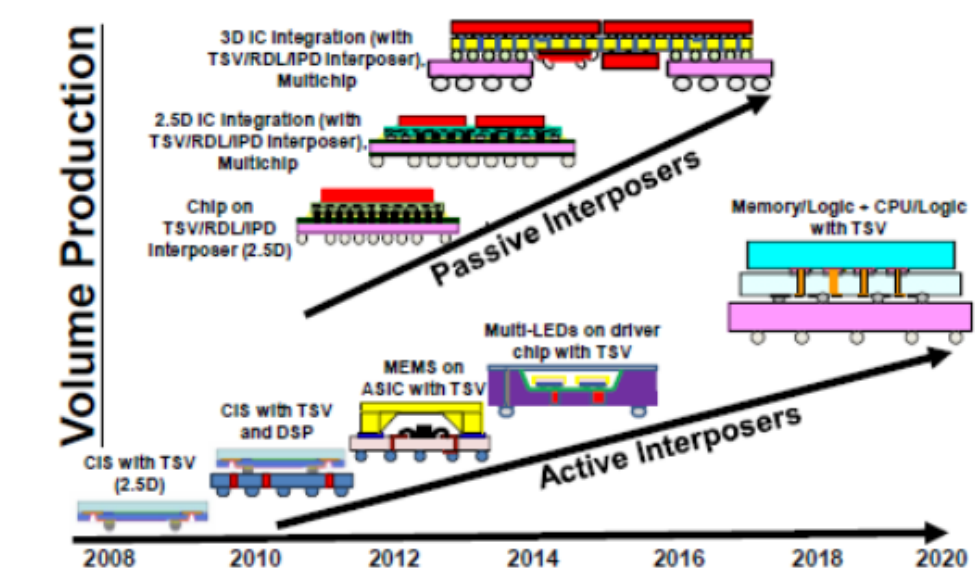 Volume Production
3D IC Integration (with
TSV/RDL/IPD Interposer),
Multichip
2.5D IC Integration (with
TSV/RDL/IPD Interposer),
Multichip
Chip on
TSV/RDL/IPD
Interposer (2.5D)
Passive Interposers
Memory/Logic + CPU/Logic
with TSV
Multi-LEDs on driver
chip with TSV
MEMS on
ASIC with TSV
CIS with TSV
and DSP
CIS with TSV
(2.5D)
Active Interposers
2008 2010 2012 2014 2016 2018 2020